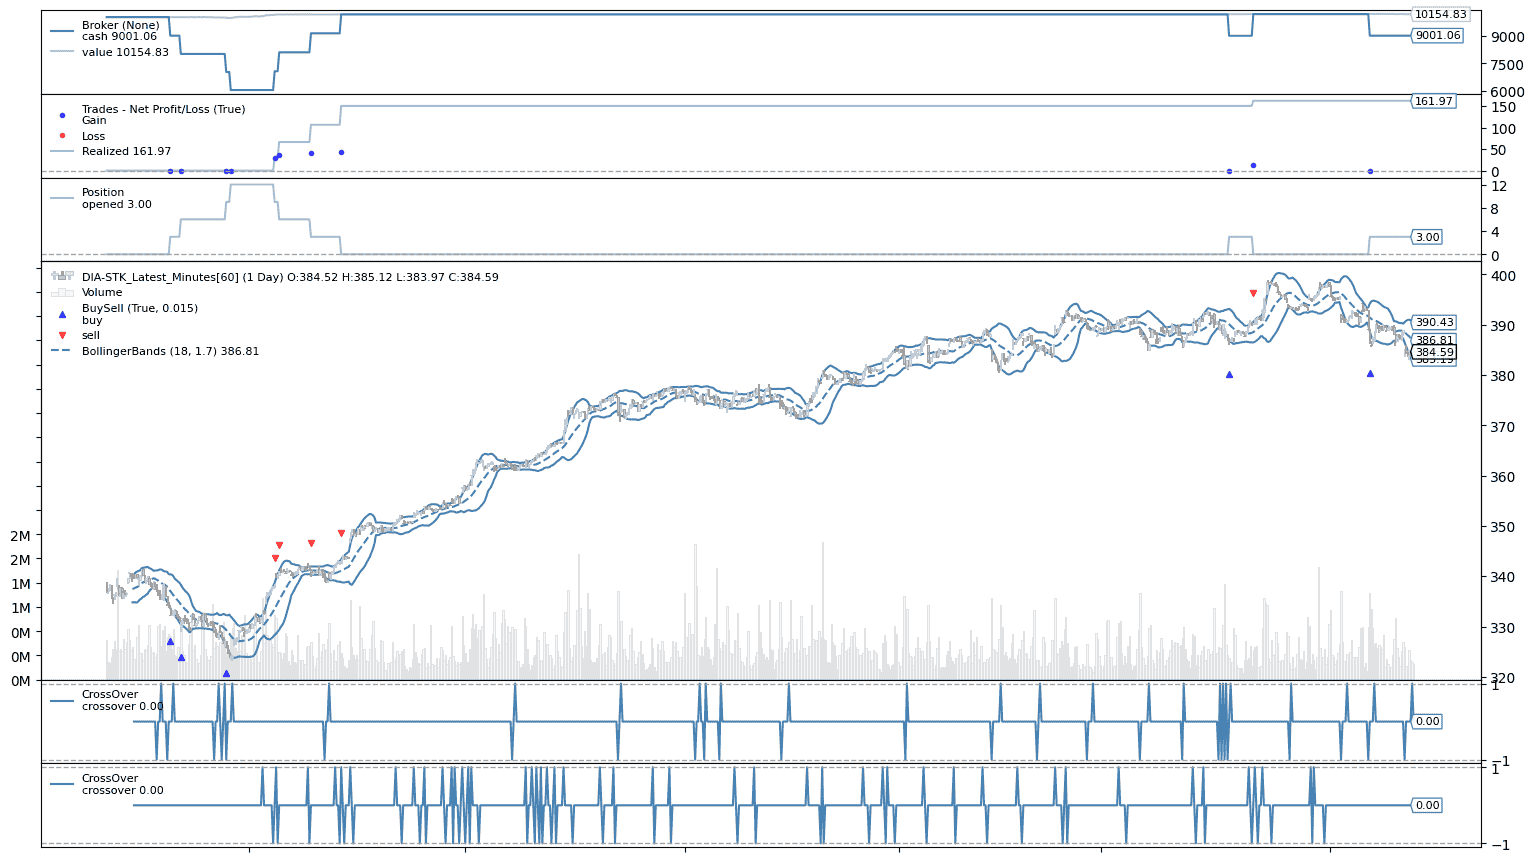 Broker (None)
cash 9001.06
value 10154.83
10154.83
9001.06
9000
7500
6000
Trades - Net Profit/Loss (True)
Gain
Loss
Realized 161.97
161.97
150
100
50
0
Position
opened 3.00
3.00
12
8
4
0
DIA-STK_Latest_Minutes[60] (1 Day) O:384.52 H:385.12 L:383.97 C:384.59
Volume
BuySell (True, 0.015)
buy
sell
BollingerBands (18, 1.7) 386.81
390.43
386.81
384.59
400
390
380
370
360
350
340
330
320
2M
2M
1M
1M
0M
0M
0M
CrossOver
crossover 0.00
0.00
1
−1
CrossOver
crossover 0.00
0.00
1
−1